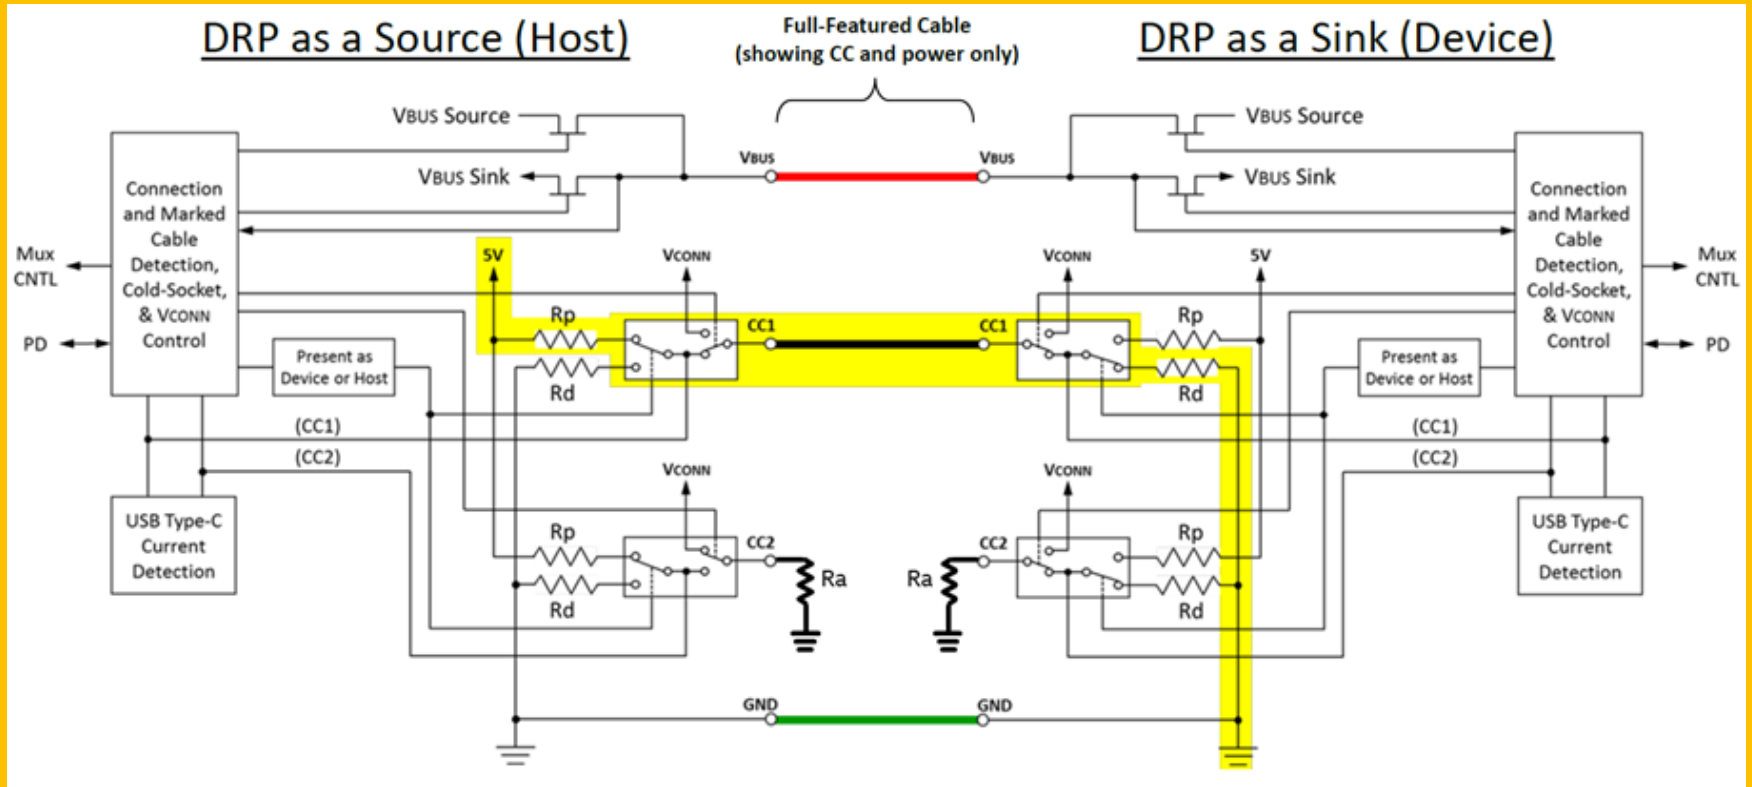 DRP as a Source (Host)
Full-Featured Cable
(showing CC and power only)
DRP as a Sink (Device)
VBUS Source
VBUS Sink
VBUS
VBUS
VBUS Source
VBUS Sink
Connection
and Marked
Cable
Detection,
Cold-Socket,
& VCONN
Control
Mux
CNTL
PD
Present as
Device or Host
5V
VCONN
Rp
Rd
CC1
CC1
VCONN
5V
Rp
Rd
Present as
Device or Host
Connection
and Marked
Cable
Detection,
Cold-Socket,
& VCONN
Control
Mux
CNTL
PD
(CC1)
(CC2)
(CC1)
(CC2)
USB Type-C
Current
Detection
VCONN
Rp
Rd
CC2
Ra
Ra
CC2
VCONN
Rp
Rd
USB Type-C
Current
Detection
GND
GND